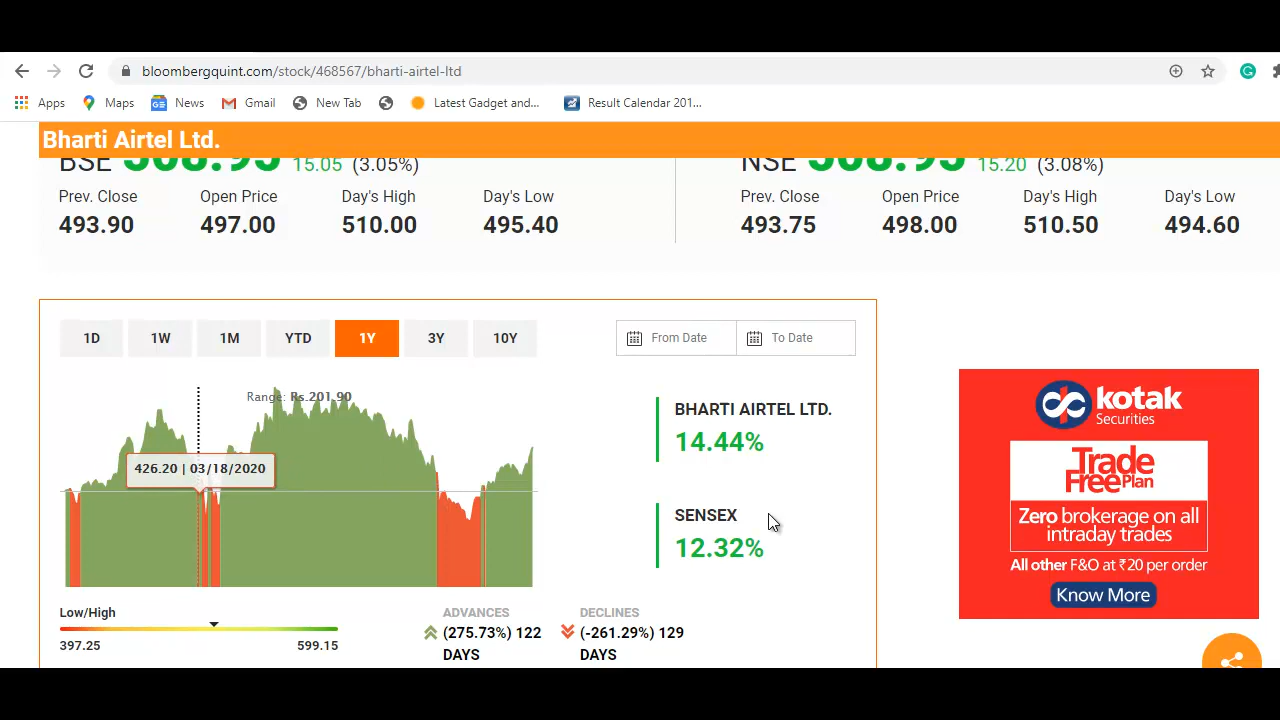 bloombergquint.com/stock/468567/bharti-airtel-ltd
Apps Maps News Gmail New Tab Latest Gadget and... Result Calendar 201...
Bharti Airtel Ltd.
BSE 508.95 15.05 (3.05%)
Prev. Close Open Price Day's High Day's Low
493.90 497.00 510.00 495.40
NSE 508.95 15.20 (3.08%)
Prev. Close Open Price Day's High Day's Low
493.75 498.00 510.50 494.60
1D 1W 1M YTD 1Y 3Y 10Y
From Date To Date
Range: Rs.201.90
426.20 | 03/18/2020
BHARTI AIRTEL LTD.
14.44%
SENSEX
12.32%
Low/High
397.25 599.15
ADVANCES
(275.73%) 122
DAYS
DECLINES
(-261.29%) 129
DAYS
kotak
Securities
Trade
Free Plan
Zero brokerage on all
intraday trades
All other F&O at ₹20 per order
Know More